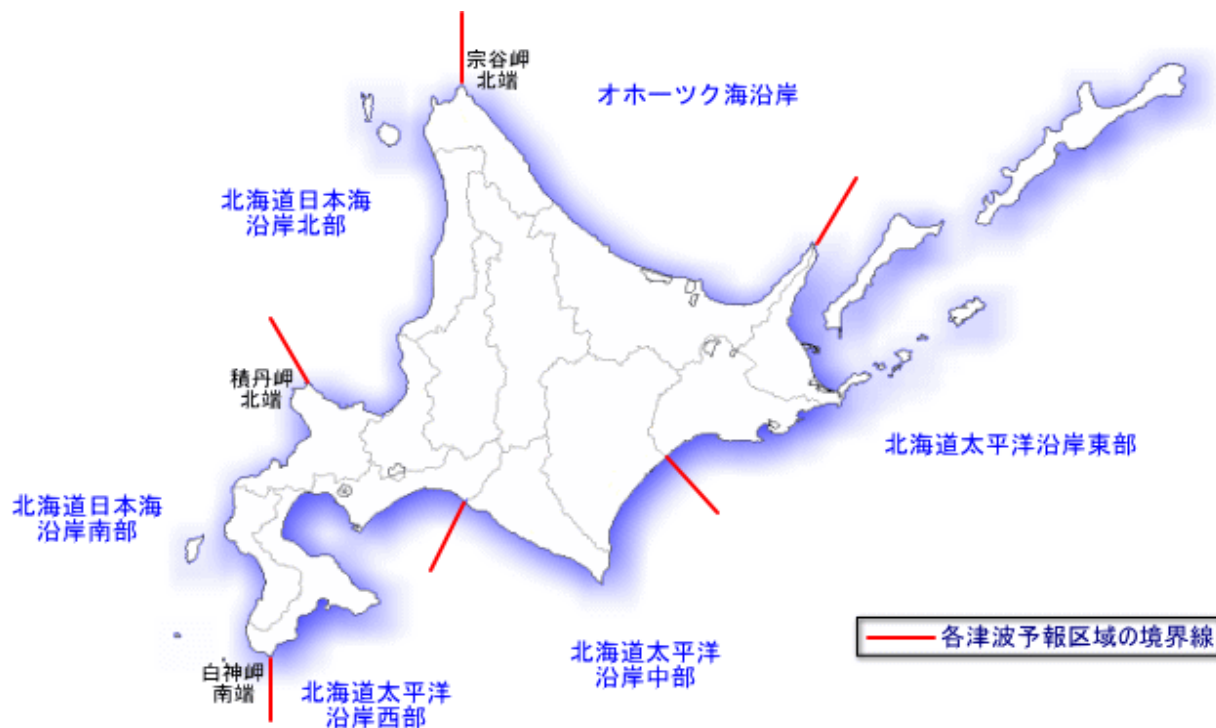 宗谷岬
北端
オホーツク海沿岸
北海道日本海
沿岸北部
積丹岬
北端
北海道太平洋沿岸東部
北海道日本海
沿岸南部
各津波予報区域の境界線
北海道太平洋
沿岸中部
白神岬
南端
北海道太平洋
沿岸西部